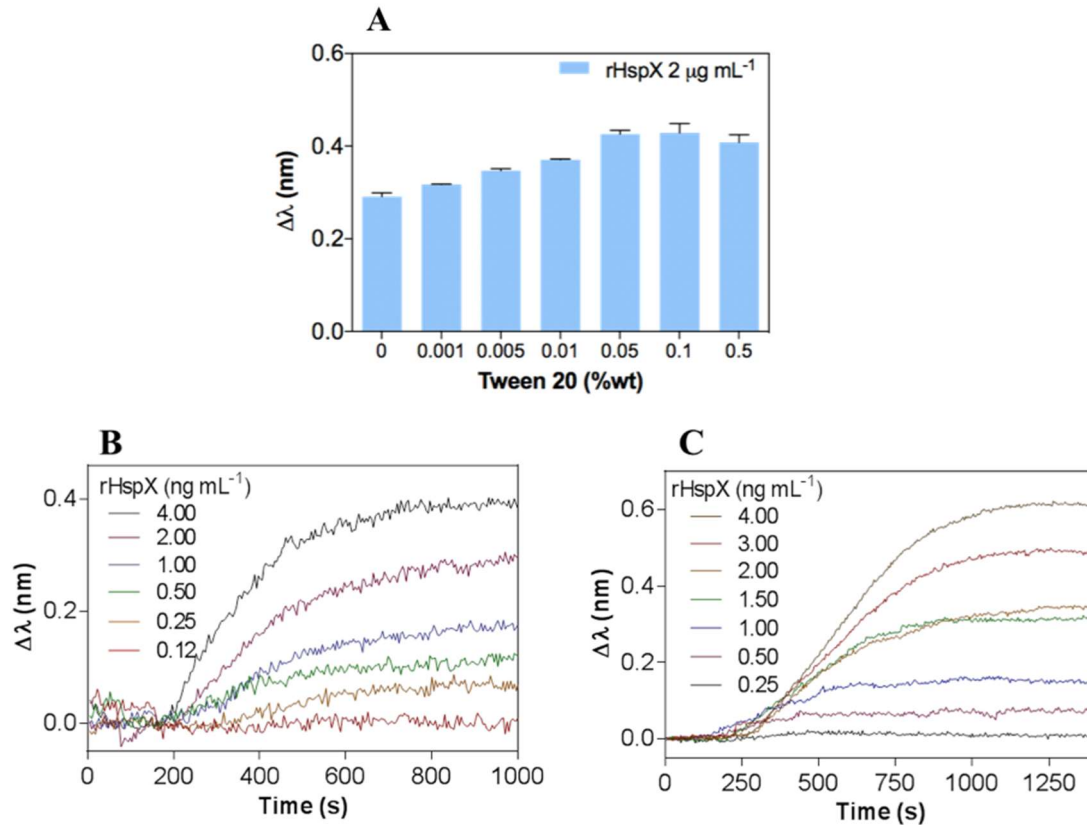 A
0.6
0.4
0.2
0.0
Δλ (nm)
rHspX 2 μg mL⁻¹
0 0.001 0.005 0.01 0.05 0.1 0.5
Tween 20 (%wt)
B
rHspX (ng mL⁻¹)
4.00
2.00
1.00
0.50
0.25
0.12
0.4
0.2
0.0
Δλ (nm)
0 200 400 600 800 1000
Time (s)
C
rHspX (ng mL⁻¹)
4.00
3.00
2.00
1.50
1.00
0.50
0.25
0.6
0.4
0.2
0.0
Δλ (nm)
0 250 500 750 1000 1250
Time (s)